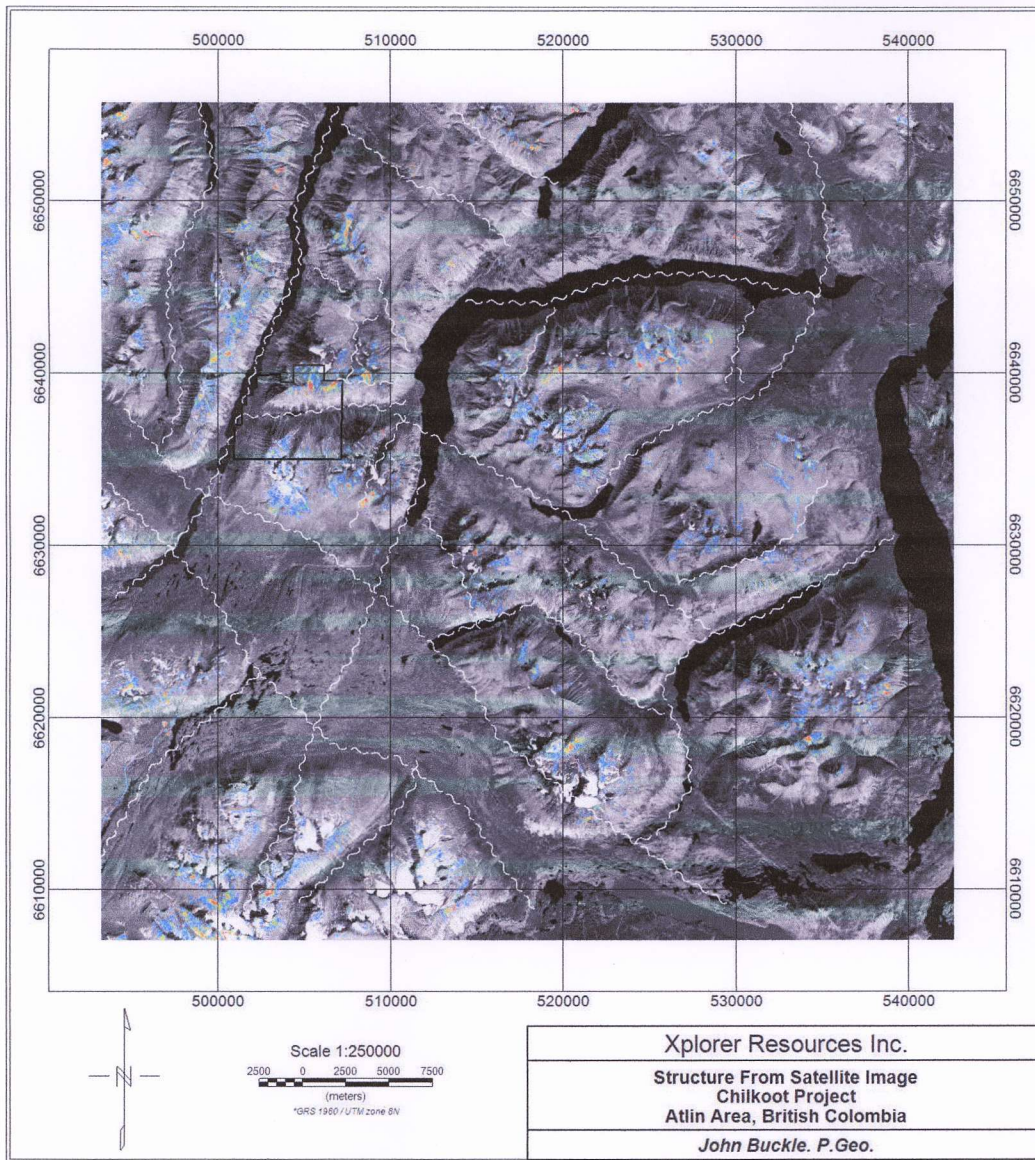 500000 510000 520000 530000 540000
6650000 6650000
6640000 6640000
6630000 6630000
6620000 6620000
6610000 6610000
500000 510000 520000 530000 540000
N
Scale 1:250000
2500 0 2500 5000 7500
(meters)
*GRS 1980 / UTM zone 8N
Xplorer Resources Inc.
Structure From Satellite Image
Chilkoot Project
Atlin Area, British Colombia
John Buckle. P.Geo.